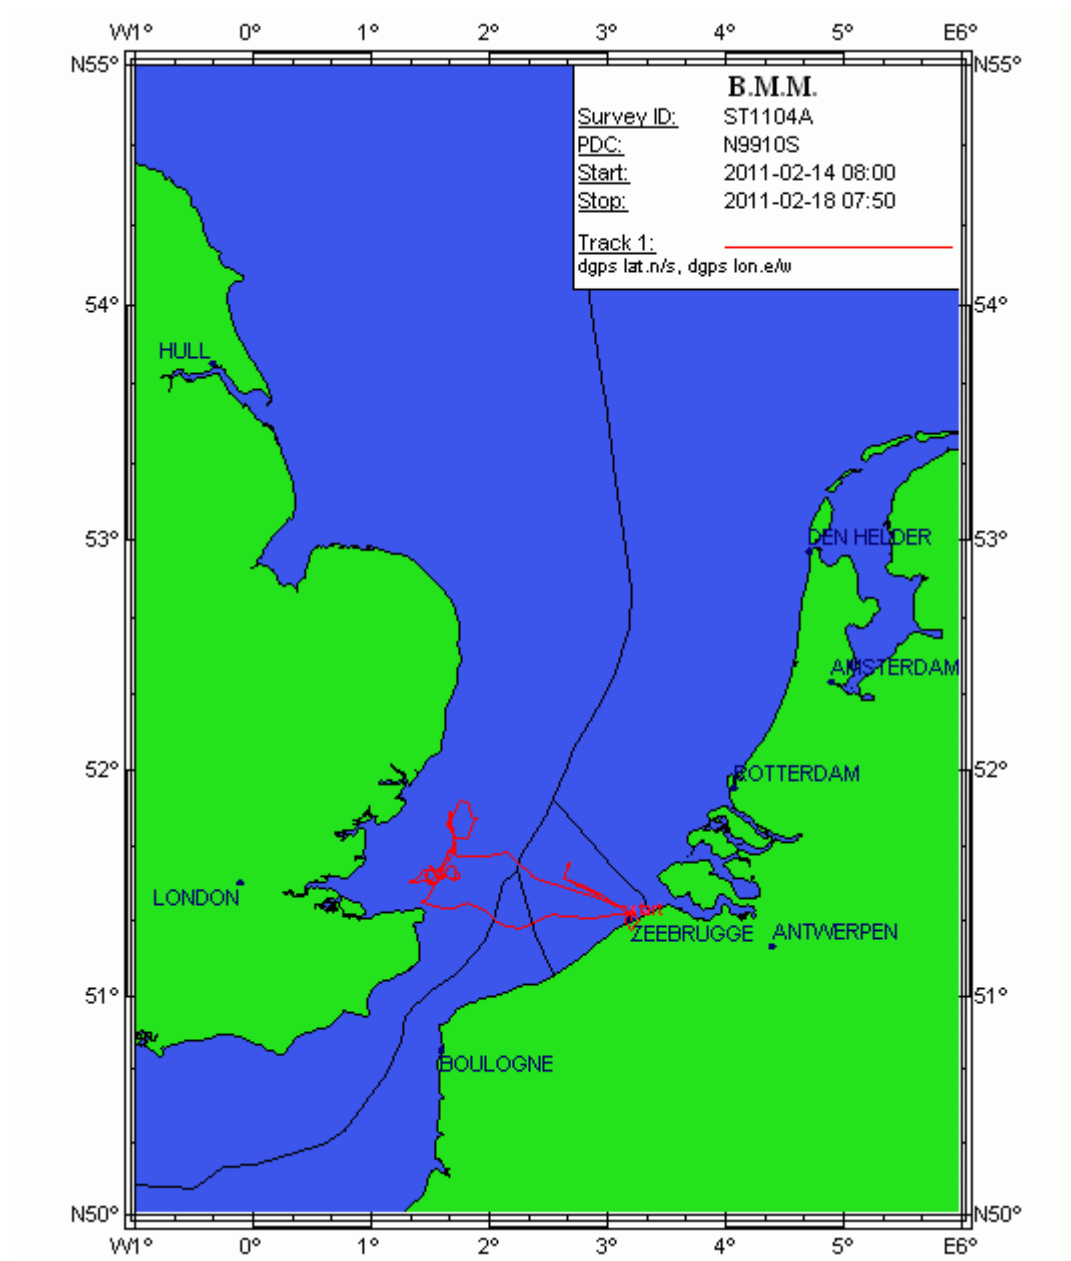 W1° 0° 1° 2° 3° 4° 5° E6°
N55° N55°
B.M.M.
Survey ID: ST1104A
PDC: N9910S
Start: 2011-02-14 08:00
Stop: 2011-02-18 07:50
Track 1:
dgps lat.n/s, dgps lon.e/w
54° 54°
HULL
53° 53°
DEN HELDER
AMSTERDAM
52° 52°
ROTTERDAM
LONDON
ZEEBRUGGE ANTWERPEN
51° 51°
BOULOGNE
N50° N50°
W1° 0° 1° 2° 3° 4° 5° E6°